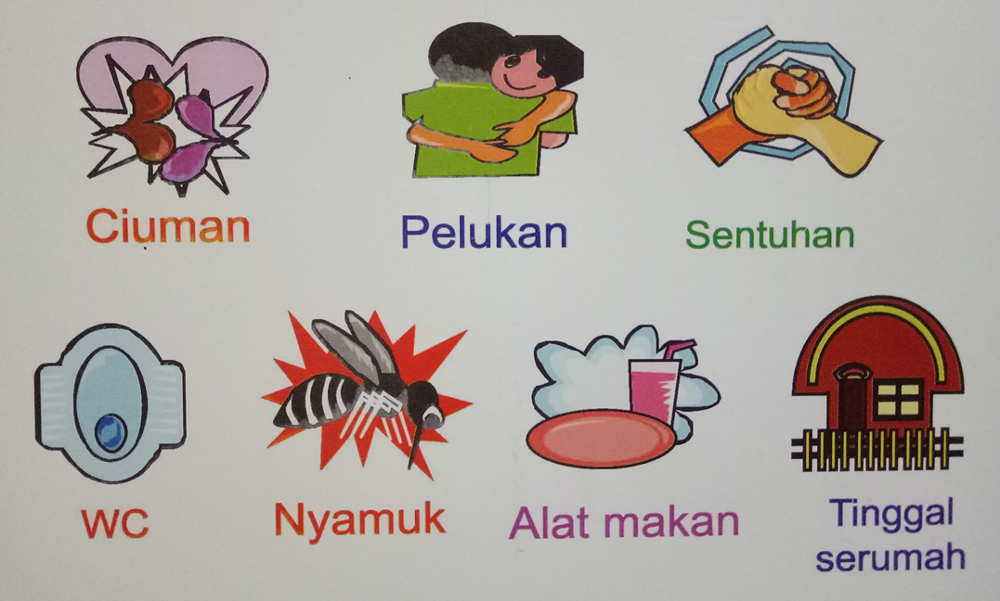 Ciuman
Pelukan
Sentuhan
WC
Nyamuk
Alat makan
Tinggal
serumah